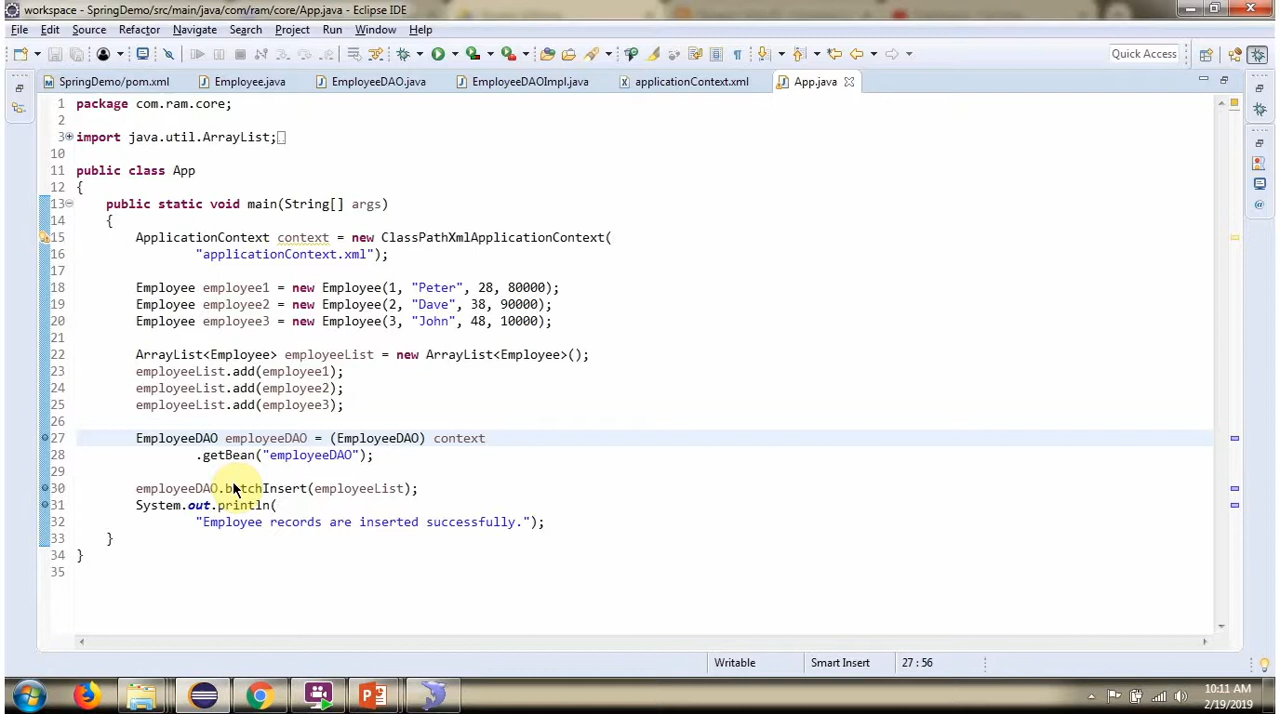 workspace - SpringDemo/src/main/java/com/ram/core/App.java - Eclipse IDE
File Edit Source Refactor Navigate Search Project Run Window Help
Quick Access
SpringDemo/pom.xml Employee.java EmployeeDAO.java EmployeeDAOImpl.java applicationContext.xml App.java
1 package com.ram.core;
2
3 import java.util.ArrayList;
10
11 public class App
12 {
13 public static void main(String[] args)
14 {
15 ApplicationContext context = new ClassPathXmlApplicationContext(
16 "applicationContext.xml");
17
18 Employee employee1 = new Employee(1, "Peter", 28, 80000);
19 Employee employee2 = new Employee(2, "Dave", 38, 90000);
20 Employee employee3 = new Employee(3, "John", 48, 10000);
21
22 ArrayList<Employee> employeeList = new ArrayList<Employee>();
23 employeeList.add(employee1);
24 employeeList.add(employee2);
25 employeeList.add(employee3);
26
27 EmployeeDAO employeeDAO = (EmployeeDAO) context
28 .getBean("employeeDAO");
29
30 employeeDAO.batchInsert(employeeList);
31 System.out.println(
32 "Employee records are inserted successfully.");
33 }
34 }
35
Writable Smart Insert 27 : 56
10:11 AM
2/19/2019